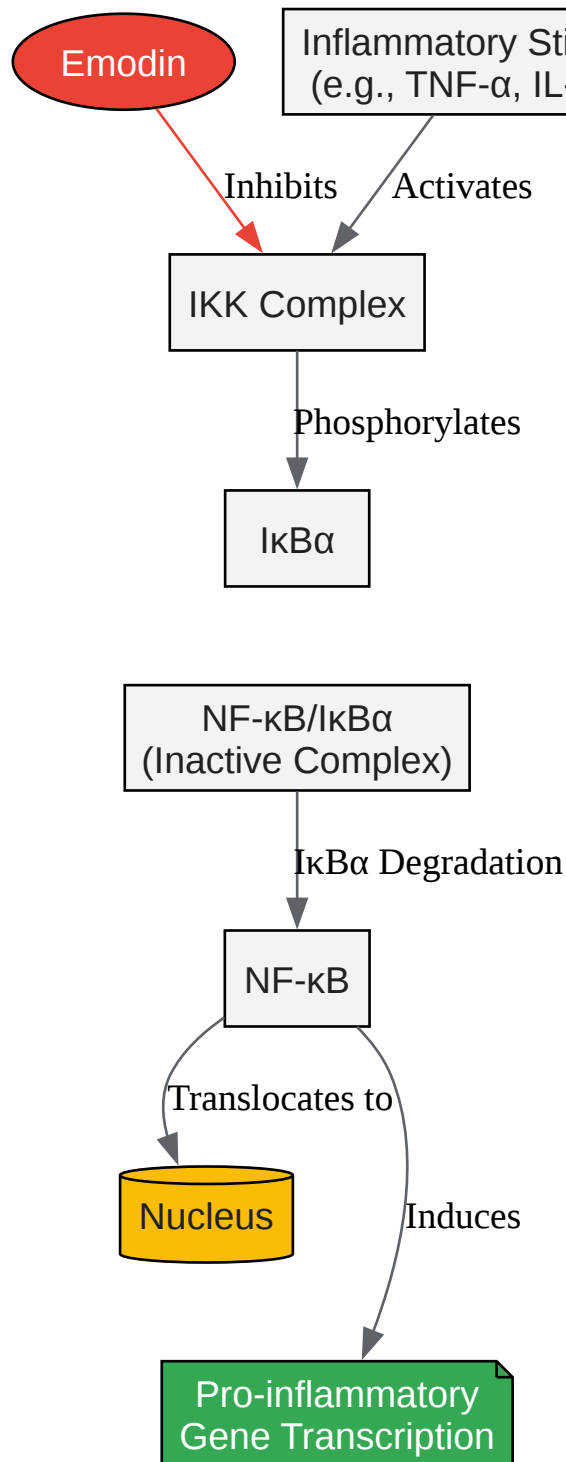 Emodin
Inflammatory Sti
(e.g., TNF-α, IL-
Inhibits
Activates
IKK Complex
Phosphorylates
IκBα
NF-κB/IκBα
(Inactive Complex)
IκBα Degradation
NF-κB
Translocates to
Nucleus
Induces
Pro-inflammatory
Gene Transcription